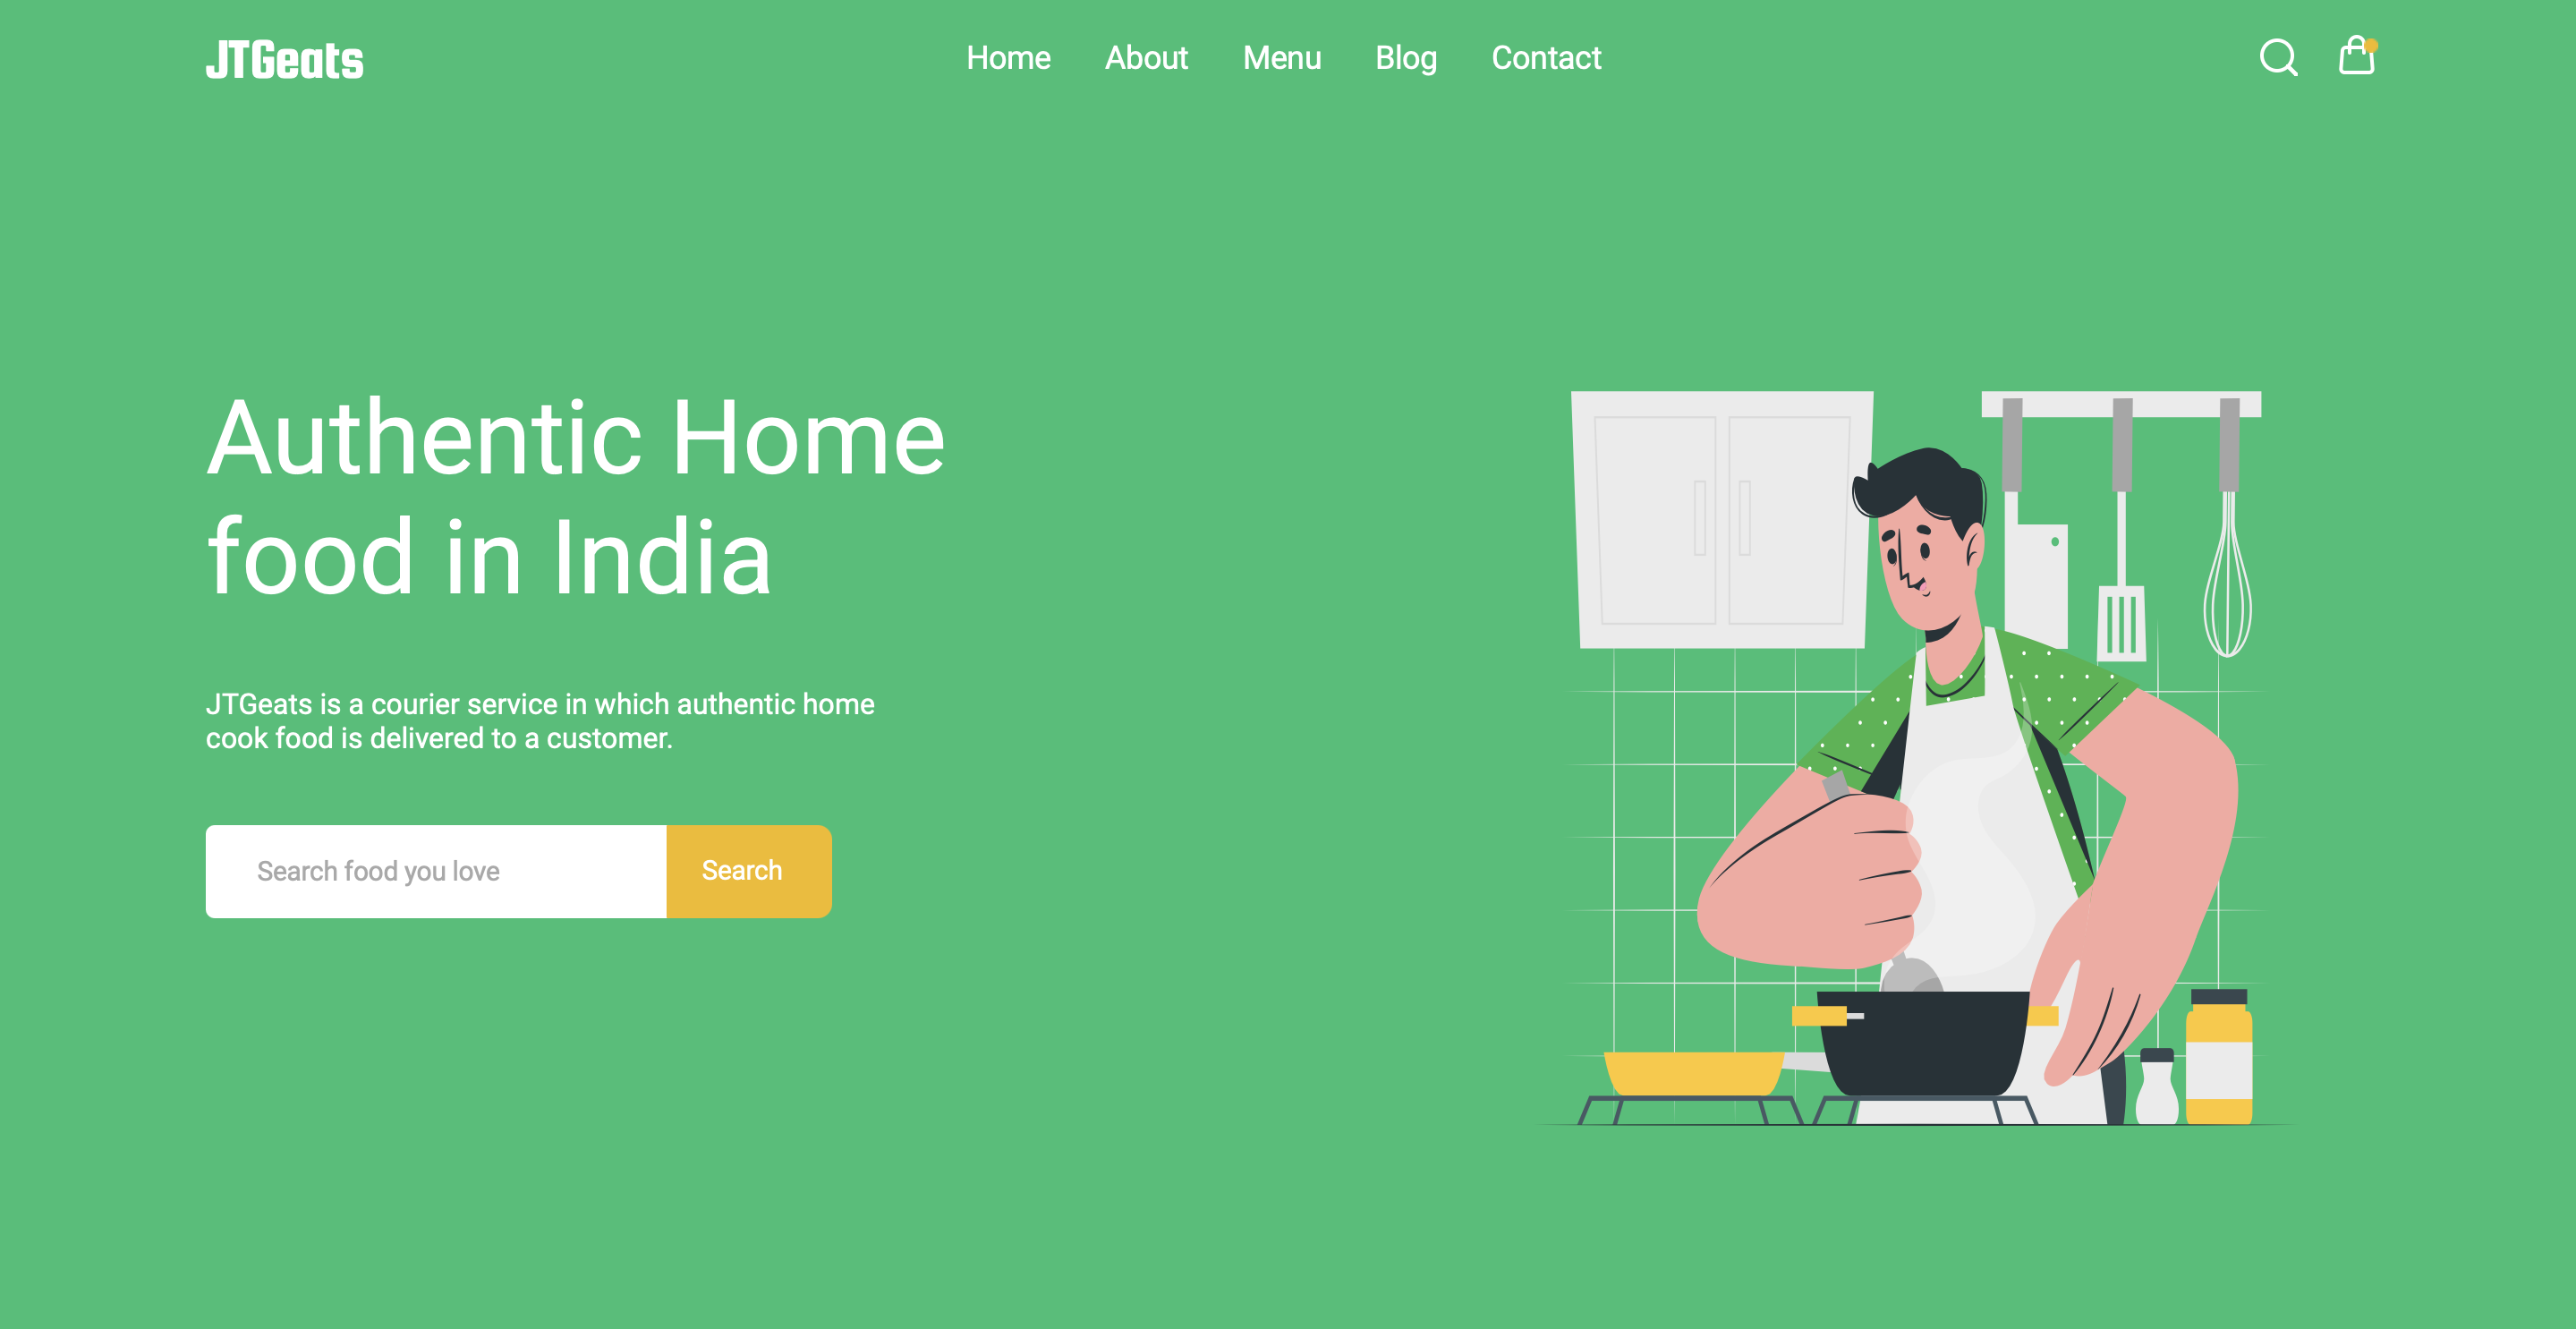 JTGeats
Home About Menu Blog Contact
Authentic Home
food in India
JTGeats is a courier service in which authentic home
cook food is delivered to a customer.
Search food you love
Search